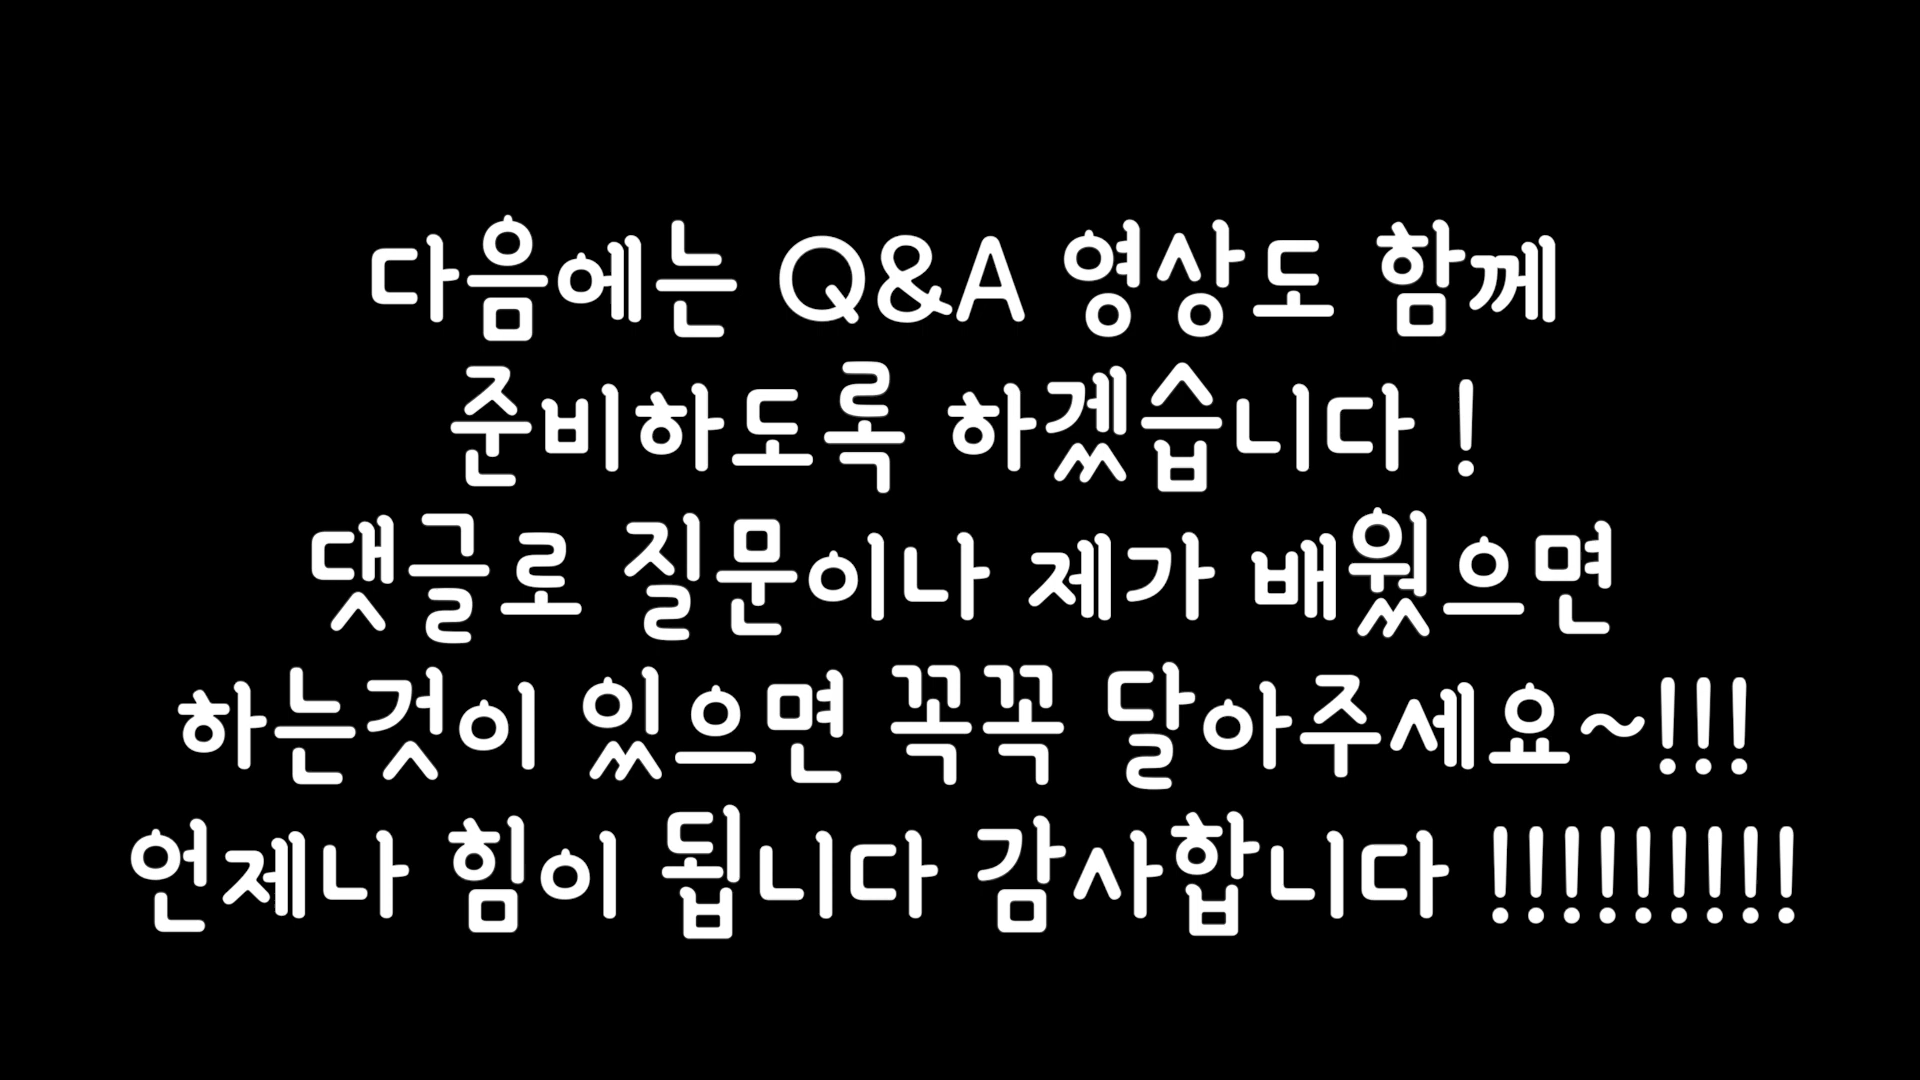 다음에는 Q&A 영상도 함께
준비하도록 하겠습니다 !
댓글로 질문이나 제가 배웠으면
하는것이 있으면 꼭꼭 달아주세요~!!!
언제나 힘이 됩니다 감사합니다 !!!!!!!!!